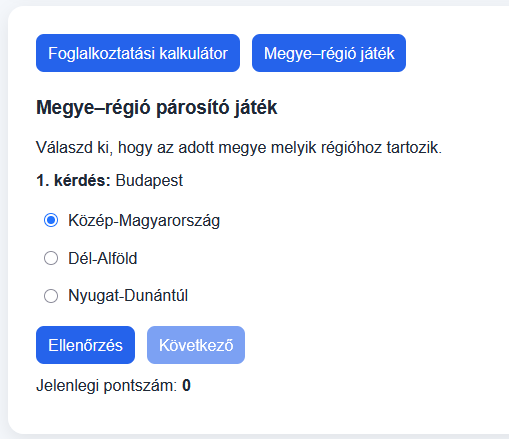 Foglalkoztatási kalkulátor Megye–régió játék
Megye–régió párosító játék
Válaszd ki, hogy az adott megye melyik régióhoz tartozik.
1. kérdés: Budapest
Közép-Magyarország
Dél-Alföld
Nyugat-Dunántúl
Ellenőrzés Következő
Jelenlegi pontszám: 0